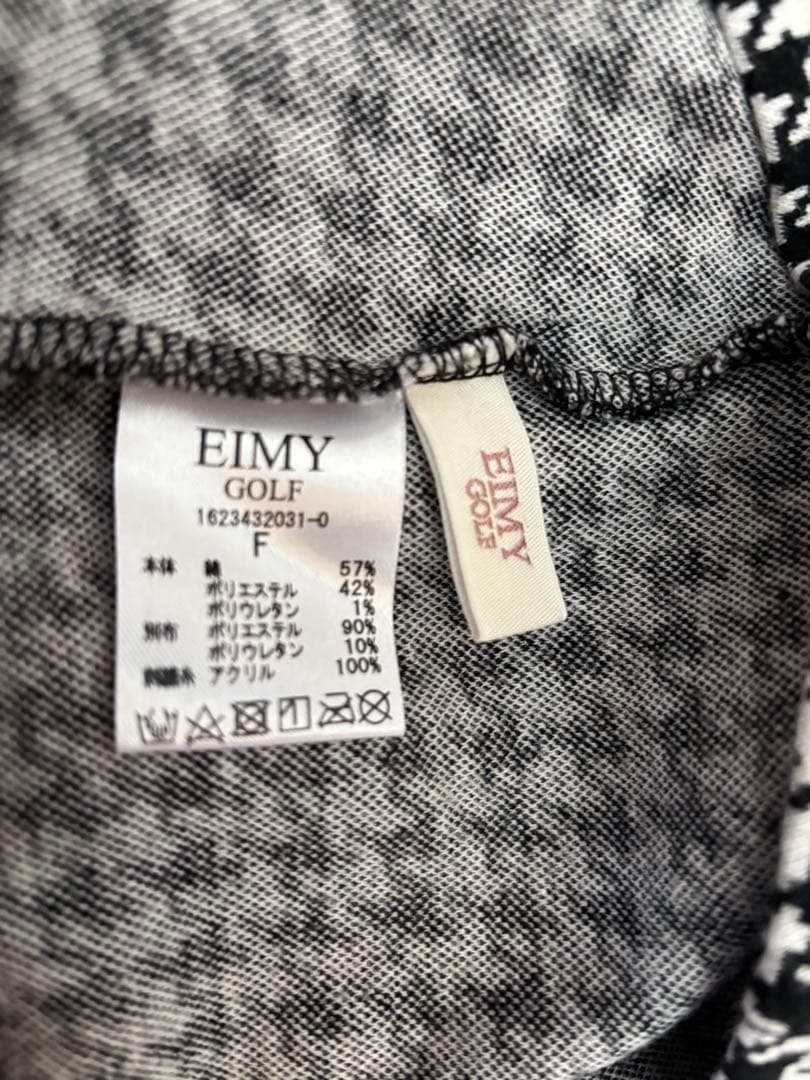 EIMY
GOLF
1623432031-0
F
本体 綿 57%
ポリエステル 42%
ポリウレタン 1%
別布 ポリエステル 90%
ポリウレタン 10%
刺繍糸 アクリル 100%
EIMY
GOLF